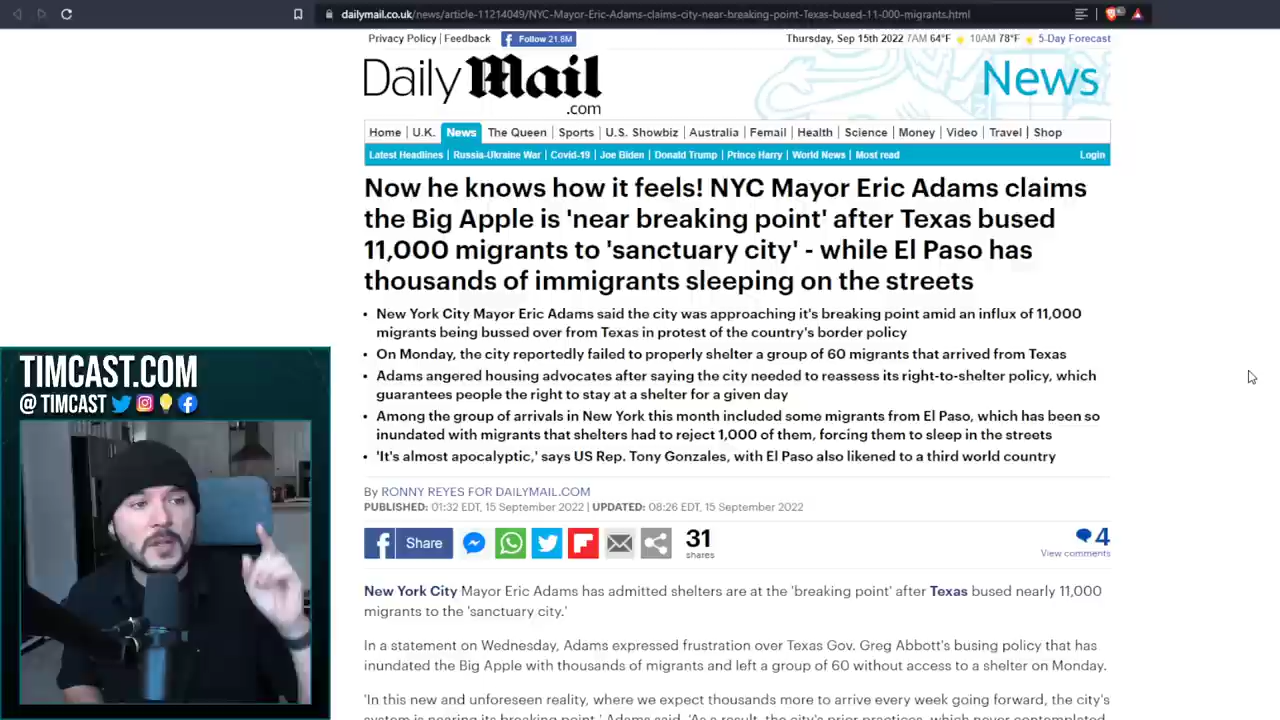 dailymail.co.uk/news/article-11214049/NYC-Mayor-Eric-Adams-claims-city-near-breaking-point-Texas-bused-11-000-migrants.html
Privacy Policy | Feedback
Follow 21.8M
Thursday, Sep 15th 2022 7AM 64°F 10AM 78°F 5-Day Forecast
Daily Mail
.com
News
Home U.K. News The Queen Sports U.S. Showbiz Australia Femail Health Science Money Video Travel Shop
Latest Headlines Russia-Ukraine War Covid-19 Joe Biden Donald Trump Prince Harry World News Most read Login
Now he knows how it feels! NYC Mayor Eric Adams claims
the Big Apple is 'near breaking point' after Texas bused
11,000 migrants to 'sanctuary city' - while El Paso has
thousands of immigrants sleeping on the streets
• New York City Mayor Eric Adams said the city was approaching it's breaking point amid an influx of 11,000
migrants being bussed over from Texas in protest of the country's border policy
• On Monday, the city reportedly failed to properly shelter a group of 60 migrants that arrived from Texas
• Adams angered housing advocates after saying the city needed to reassess its right-to-shelter policy, which
guarantees people the right to stay at a shelter for a given day
• Among the group of arrivals in New York this month included some migrants from El Paso, which has been so
inundated with migrants that shelters had to reject 1,000 of them, forcing them to sleep in the streets
• 'It's almost apocalyptic,' says US Rep. Tony Gonzales, with El Paso also likened to a third world country
By RONNY REYES FOR DAILYMAIL.COM
PUBLISHED: 01:32 EDT, 15 September 2022 | UPDATED: 08:26 EDT, 15 September 2022
Share
31
shares
4
View comments
New York City Mayor Eric Adams has admitted shelters are at the 'breaking point' after Texas bused nearly 11,000
migrants to the 'sanctuary city.'
In a statement on Wednesday, Adams expressed frustration over Texas Gov. Greg Abbott's busing policy that has
inundated the Big Apple with thousands of migrants and left a group of 60 without access to a shelter on Monday.
'In this new and unforeseen reality, where we expect thousands more to arrive every week going forward, the city's
system is nearing its breaking point,' Adams said. 'As a result, the city's prior practices, which never contemplated
TIMCAST.COM
@ TIMCAST